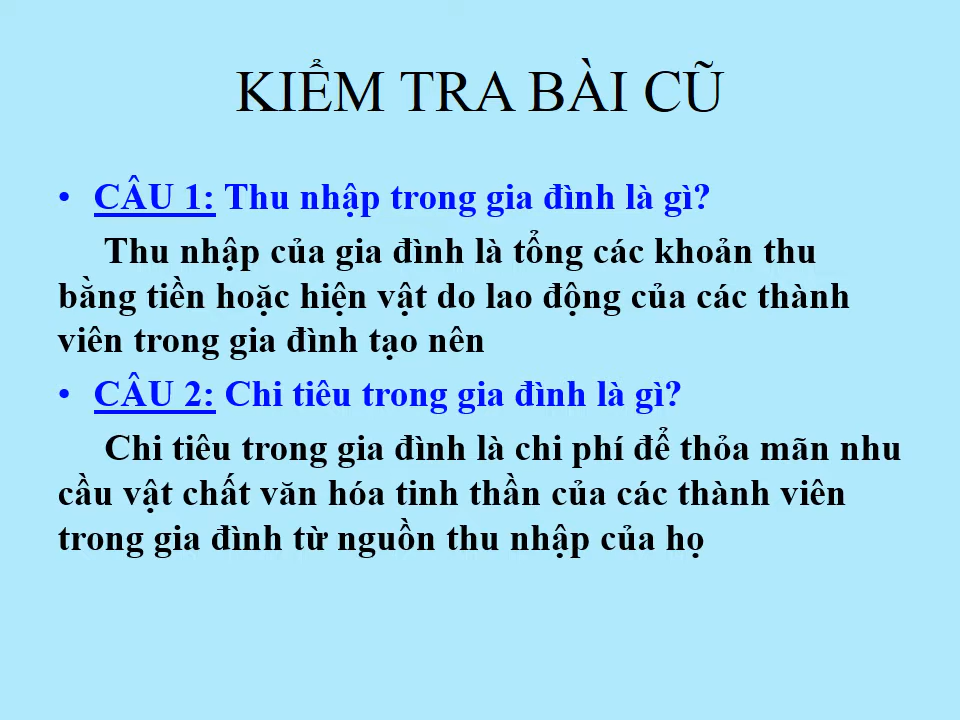 KIỂM TRA BÀI CŨ
• CÂU 1: Thu nhập trong gia đình là gì?
Thu nhập của gia đình là tổng các khoản thu
bằng tiền hoặc hiện vật do lao động của các thành
viên trong gia đình tạo nên
• CÂU 2: Chi tiêu trong gia đình là gì?
Chi tiêu trong gia đình là chi phí để thỏa mãn nhu
cầu vật chất văn hóa tinh thần của các thành viên
trong gia đình từ nguồn thu nhập của họ